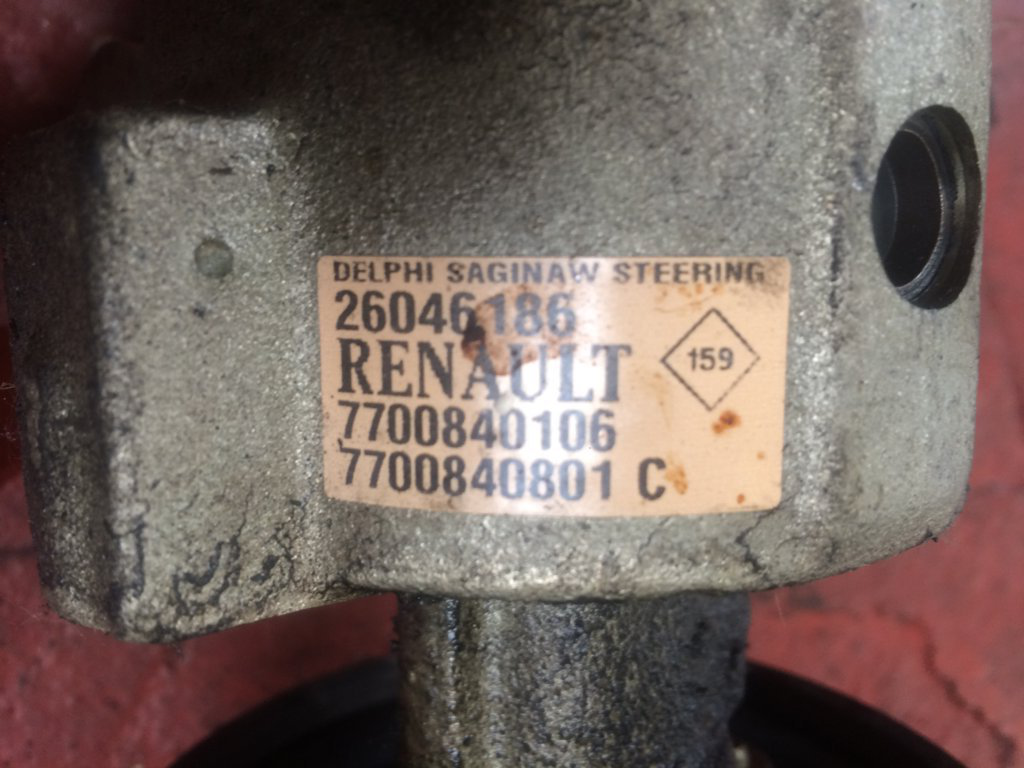 DELPHI SAGINAW STEERING
26046186
RENAULT
159
7700840106
7700840801 C